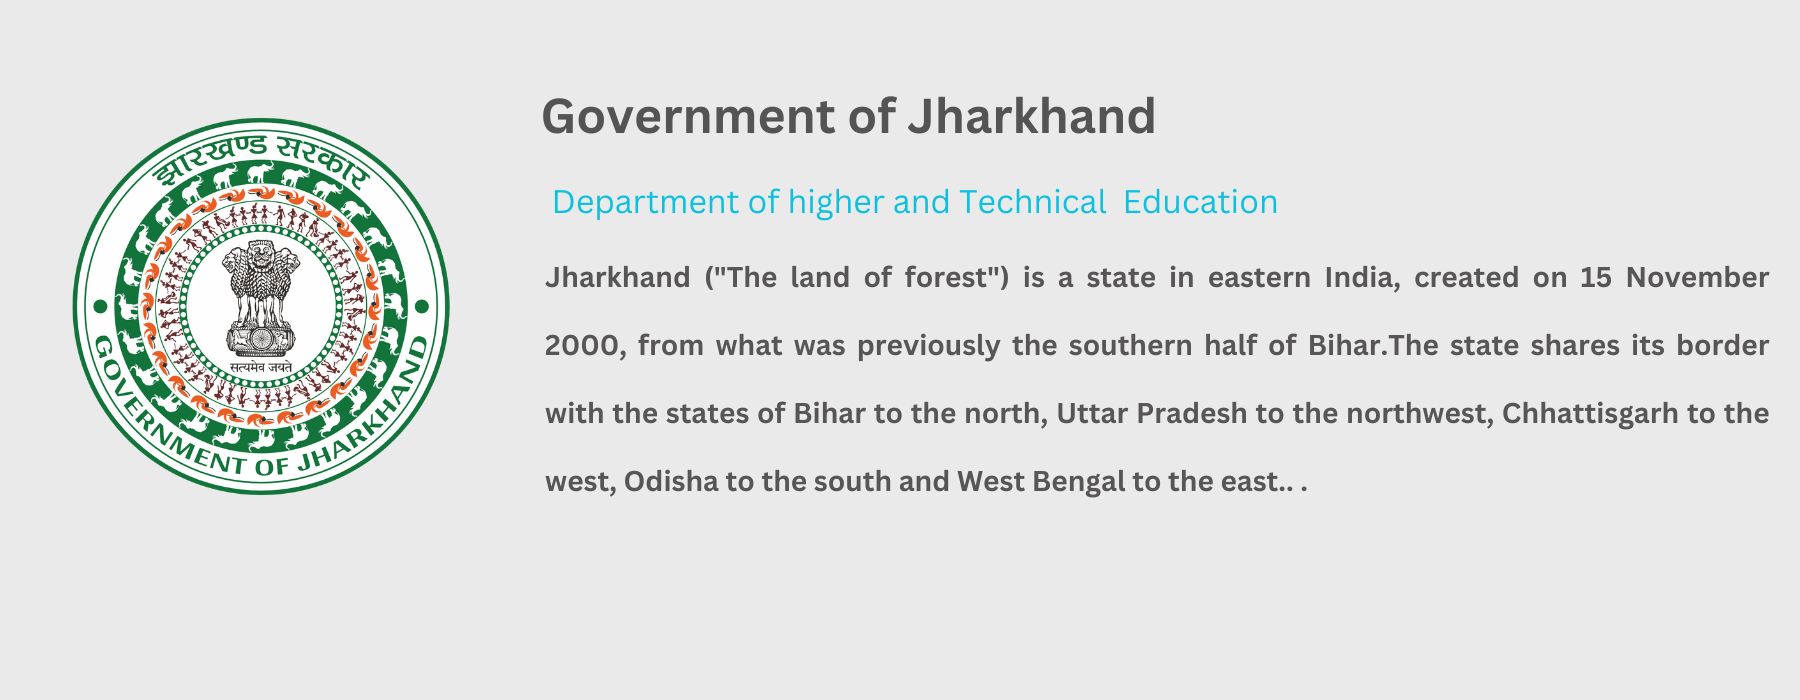 झारखण्ड सरकार
सत्यमेव जयते
GOVERNMENT OF JHARKHAND
Government of Jharkhand
Department of higher and Technical  Education
Jharkhand ("The land of forest") is a state in eastern India, created on 15 November
2000, from what was previously the southern half of Bihar.The state shares its border
with the states of Bihar to the north, Uttar Pradesh to the northwest, Chhattisgarh to the
west, Odisha to the south and West Bengal to the east.. .